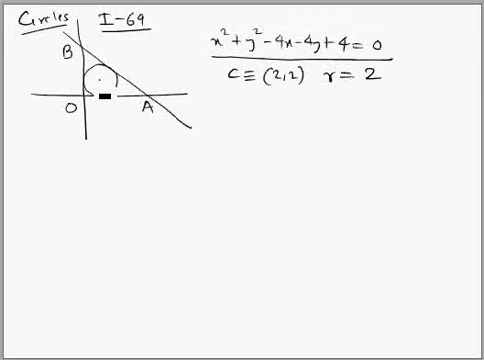 Circles I-69
B
O A
x² + y² - 4x - 4y + 4 = 0
C ≡ (2,2) r = 2